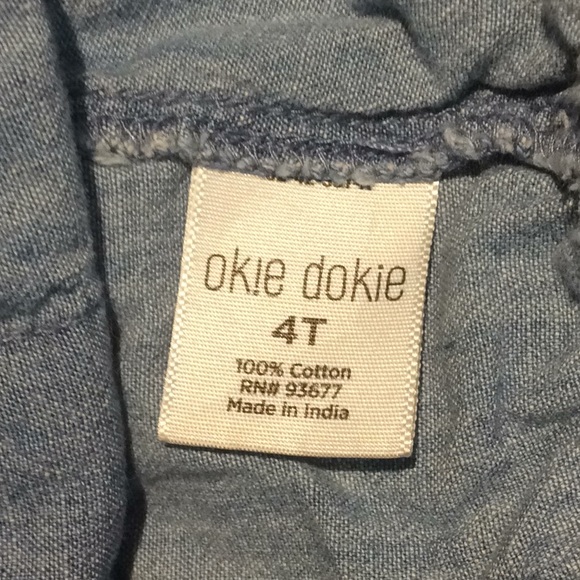 okie dokie
4T
100% Cotton
RN# 93677
Made in India